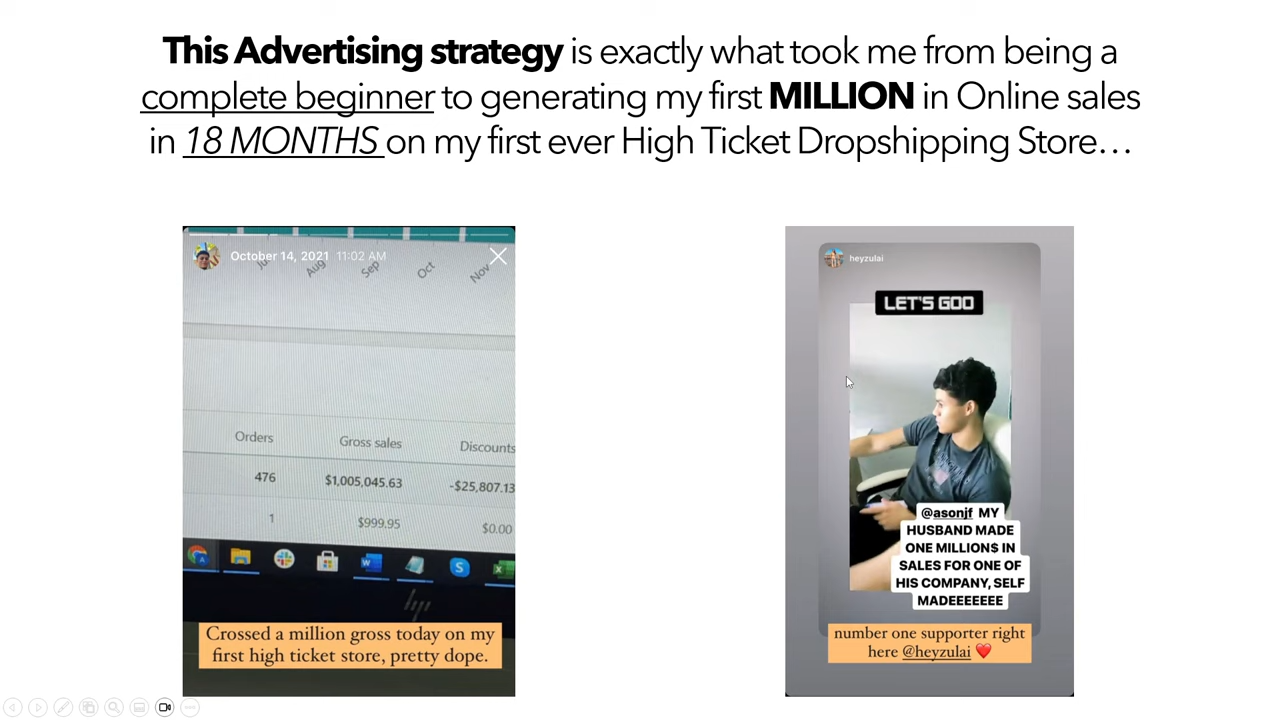 This Advertising strategy is exactly what took me from being a
complete beginner to generating my first MILLION in Online sales
in 18 MONTHS on my first ever High Ticket Dropshipping Store…
October 14, 2021 11:02 AM
Aug
Sep
Oct
Nov
Orders Gross sales Discounts
476 $1,005,045.63 -$25,807.13
1 $999.95 $0.00
hp
Crossed a million gross today on my
first high ticket store, pretty dope.
heyzulai
LET'S GOO
@asonjf MY
HUSBAND MADE
ONE MILLION$ IN
SALES FOR ONE OF
HIS COMPANY, SELF
MADEEEEEEE
number one supporter right
here @heyzulai ❤️